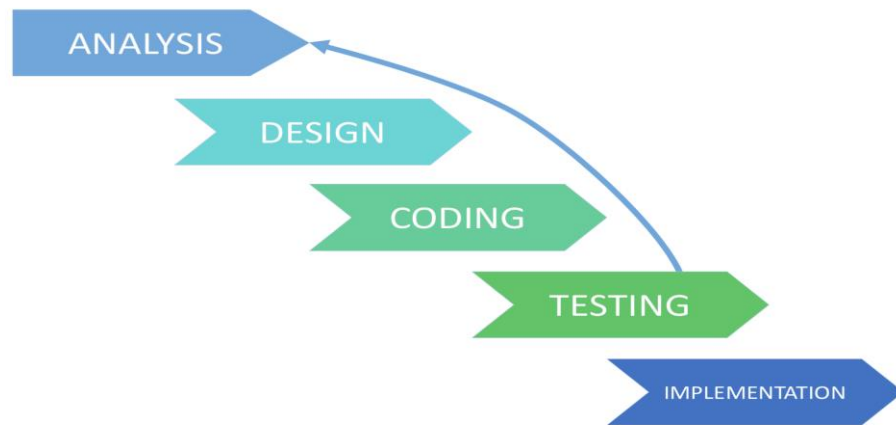 ANALYSIS
DESIGN
CODING
TESTING
IMPLEMENTATION